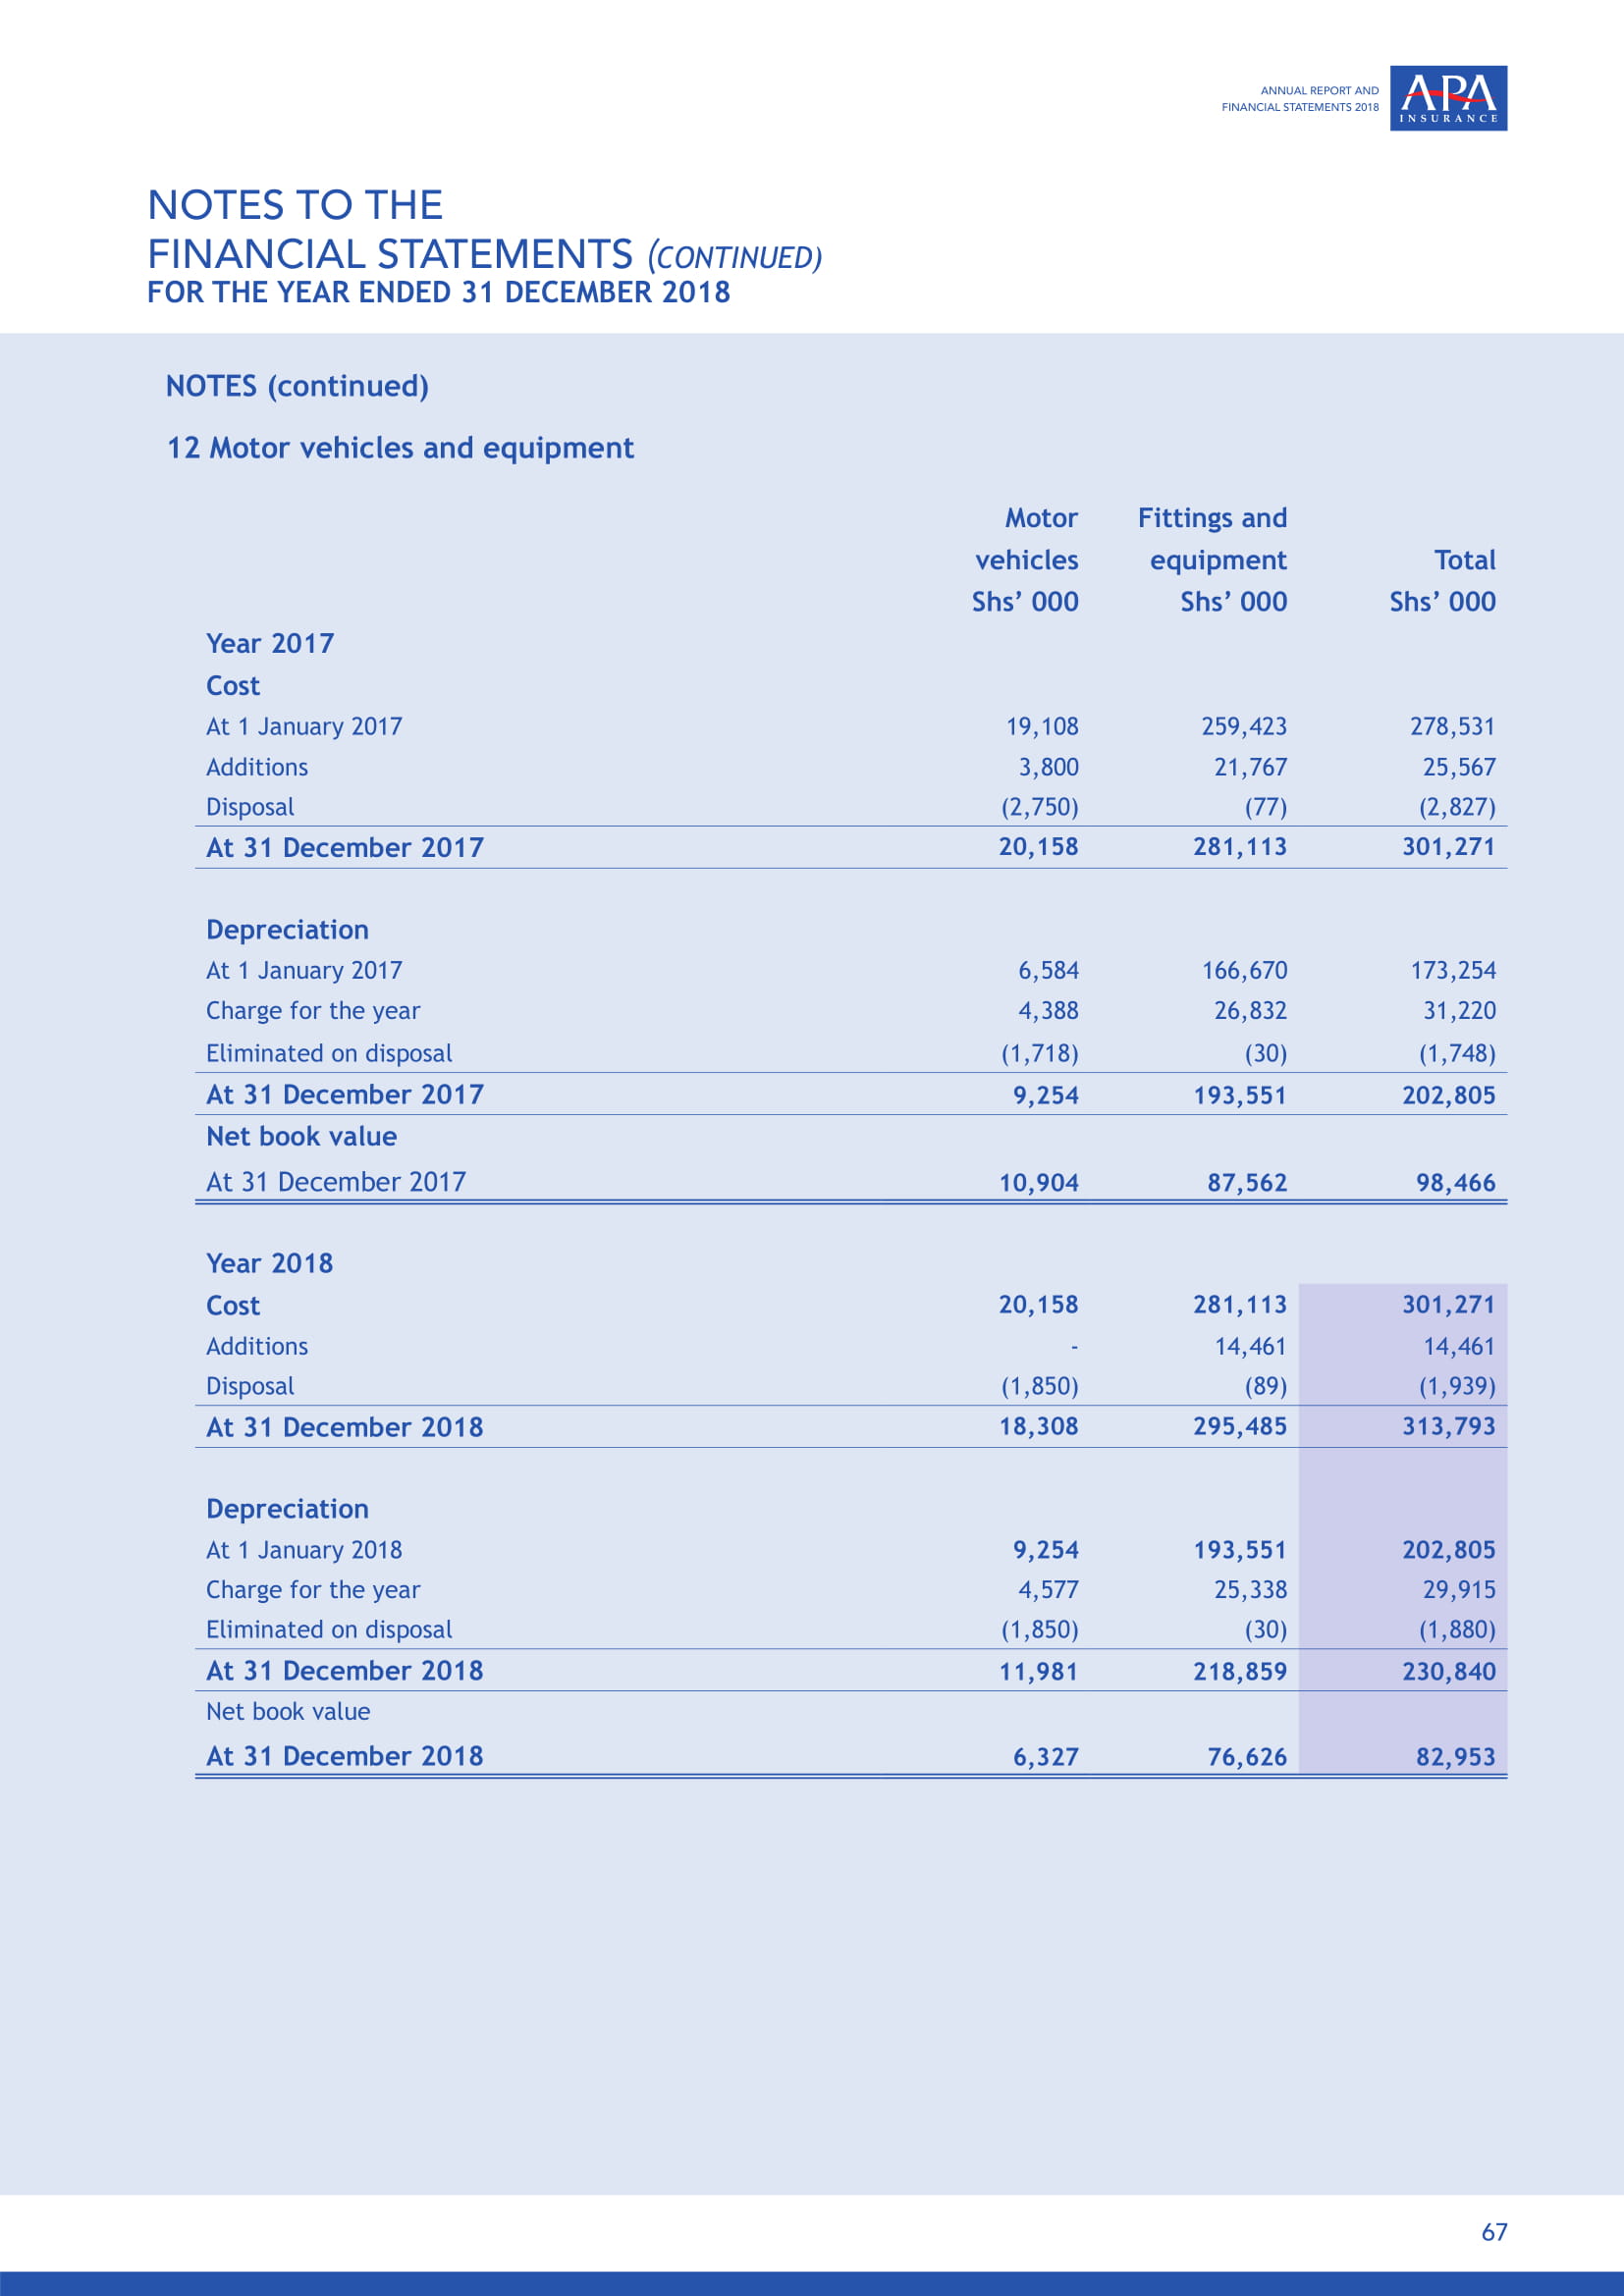 ANNUAL REPORT AND
FINANCIAL STATEMENTS 2018
APA
INSURANCE
NOTES TO THE
FINANCIAL STATEMENTS (CONTINUED)
FOR THE YEAR ENDED 31 DECEMBER 2018
NOTES (continued)
12 Motor vehicles and equipment
Motor Fittings and
vehicles equipment Total
Shs’ 000 Shs’ 000 Shs’ 000
Year 2017
Cost
At 1 January 2017 19,108 259,423 278,531
Additions 3,800 21,767 25,567
Disposal (2,750) (77) (2,827)
At 31 December 2017 20,158 281,113 301,271
Depreciation
At 1 January 2017 6,584 166,670 173,254
Charge for the year 4,388 26,832 31,220
Eliminated on disposal (1,718) (30) (1,748)
At 31 December 2017 9,254 193,551 202,805
Net book value
At 31 December 2017 10,904 87,562 98,466
Year 2018
Cost 20,158 281,113 301,271
Additions - 14,461 14,461
Disposal (1,850) (89) (1,939)
At 31 December 2018 18,308 295,485 313,793
Depreciation
At 1 January 2018 9,254 193,551 202,805
Charge for the year 4,577 25,338 29,915
Eliminated on disposal (1,850) (30) (1,880)
At 31 December 2018 11,981 218,859 230,840
Net book value
At 31 December 2018 6,327 76,626 82,953
67